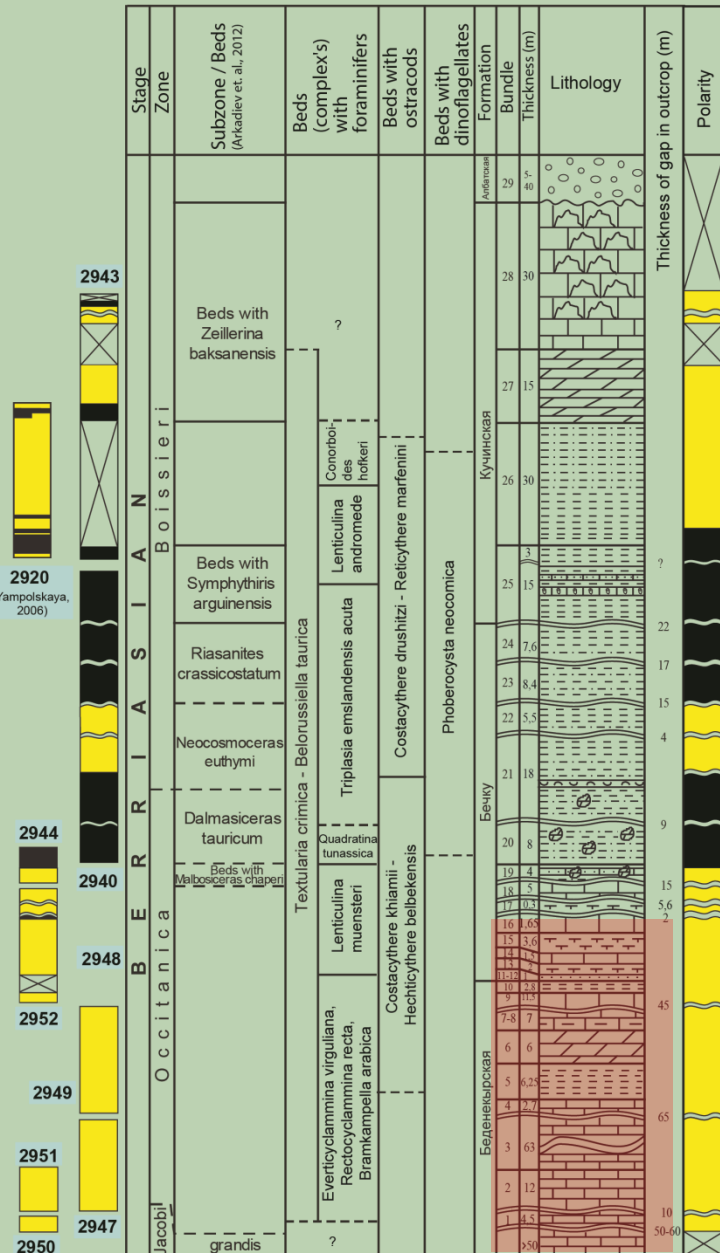 Stage
Zone
Subzone / Beds
(Arkadiev et. al., 2012)
Beds
(complex's)
with
foraminifers
Beds with
ostracods
Beds with
dinoflagellates
Formation
Bundle
Thickness (m)
Lithology
Thickness of gap in outcrop (m)
Polarity
2943
2920
Yampolskaya,
2006)
2944
2940
2948
2952
2949
2951
2947
2950
BERRIASIAN
Boissieri
Occitanica
Jacobi
Beds with
Zeillerina
baksanensis
Beds with
Symphythiris
arguinensis
Riasanites
crassicostatum
Neocosmoceras
euthymi
Dalmasiceras
tauricum
Beds with
Malbosiceras chaperi
grandis
Textularia crimica - Belorussiella taurica
?
Conorboi-
des
hofkeri
Lenticulina
andromede
Triplasia emslandensis acuta
Quadratina
tunassica
Lenticulina
muensteri
Everticyclammina virguliana,
Rectocyclammina recta,
Bramkampella arabica
?
Costacythere drushitzi - Reticythere marfenini
Costacythere khiamii -
Hechticythere belbekensis
Phoberocysta neocomica
Албатская
Кучинская
Бечку
Беденекырская
29 5-
40
28 30
27 15
26 30
3
25 15
24 7,6
23 8,4
22 5,5
21 18
20 8
19 4
18 5
17 0,3
16 1,65
15 3,6
14
13
11-12
10 2,8
9 11,5
7-8 7
6 6
5 6,25
4 2,7
3 63
2 12
1 4,5
>50
?
22
17
15
4
9
15
5,6
2
45
65
10
50-60